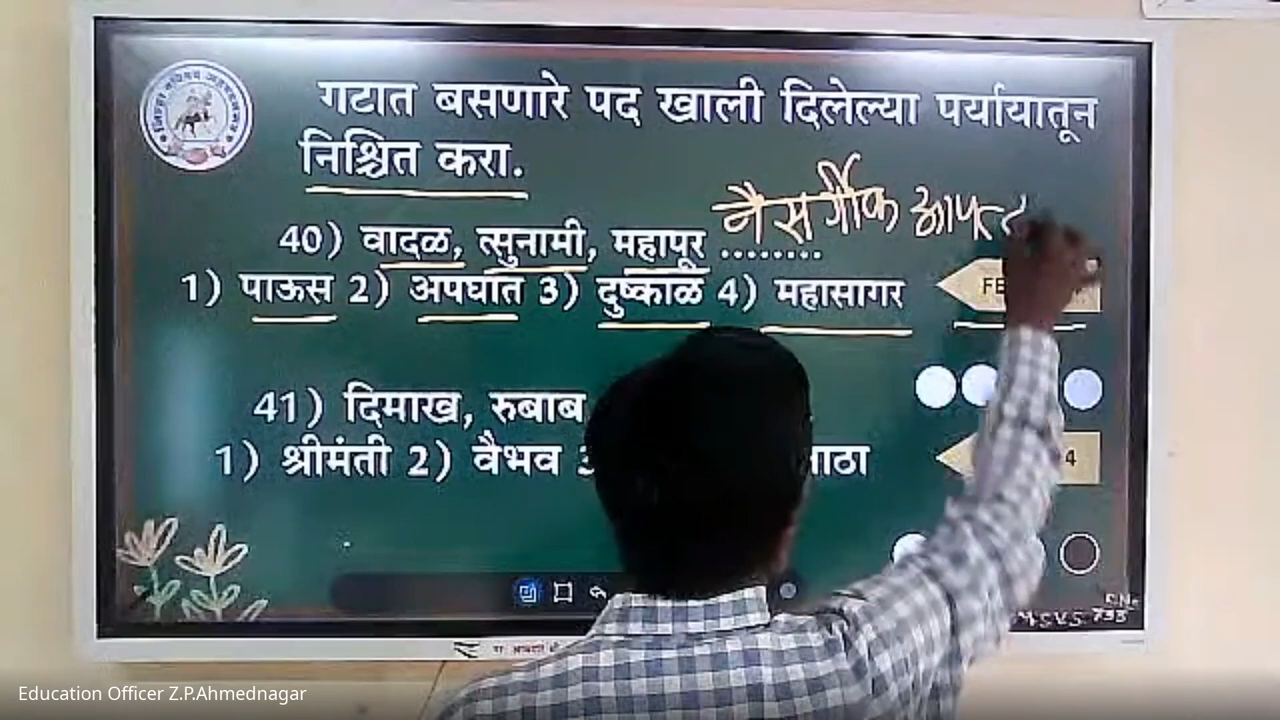 गटात बसणारे पद खाली दिलेल्या पर्यायातून
निश्चित करा.
नैसर्गीक
40) वादळ, त्सुनामी, महापूर ........
1) पाऊस 2) अपघात 3) दुष्काळ 4) महासागर
41) दिमाख, रुबाब
1) श्रीमंती 2) वैभव
4
Education Officer Z.P.Ahmednagar